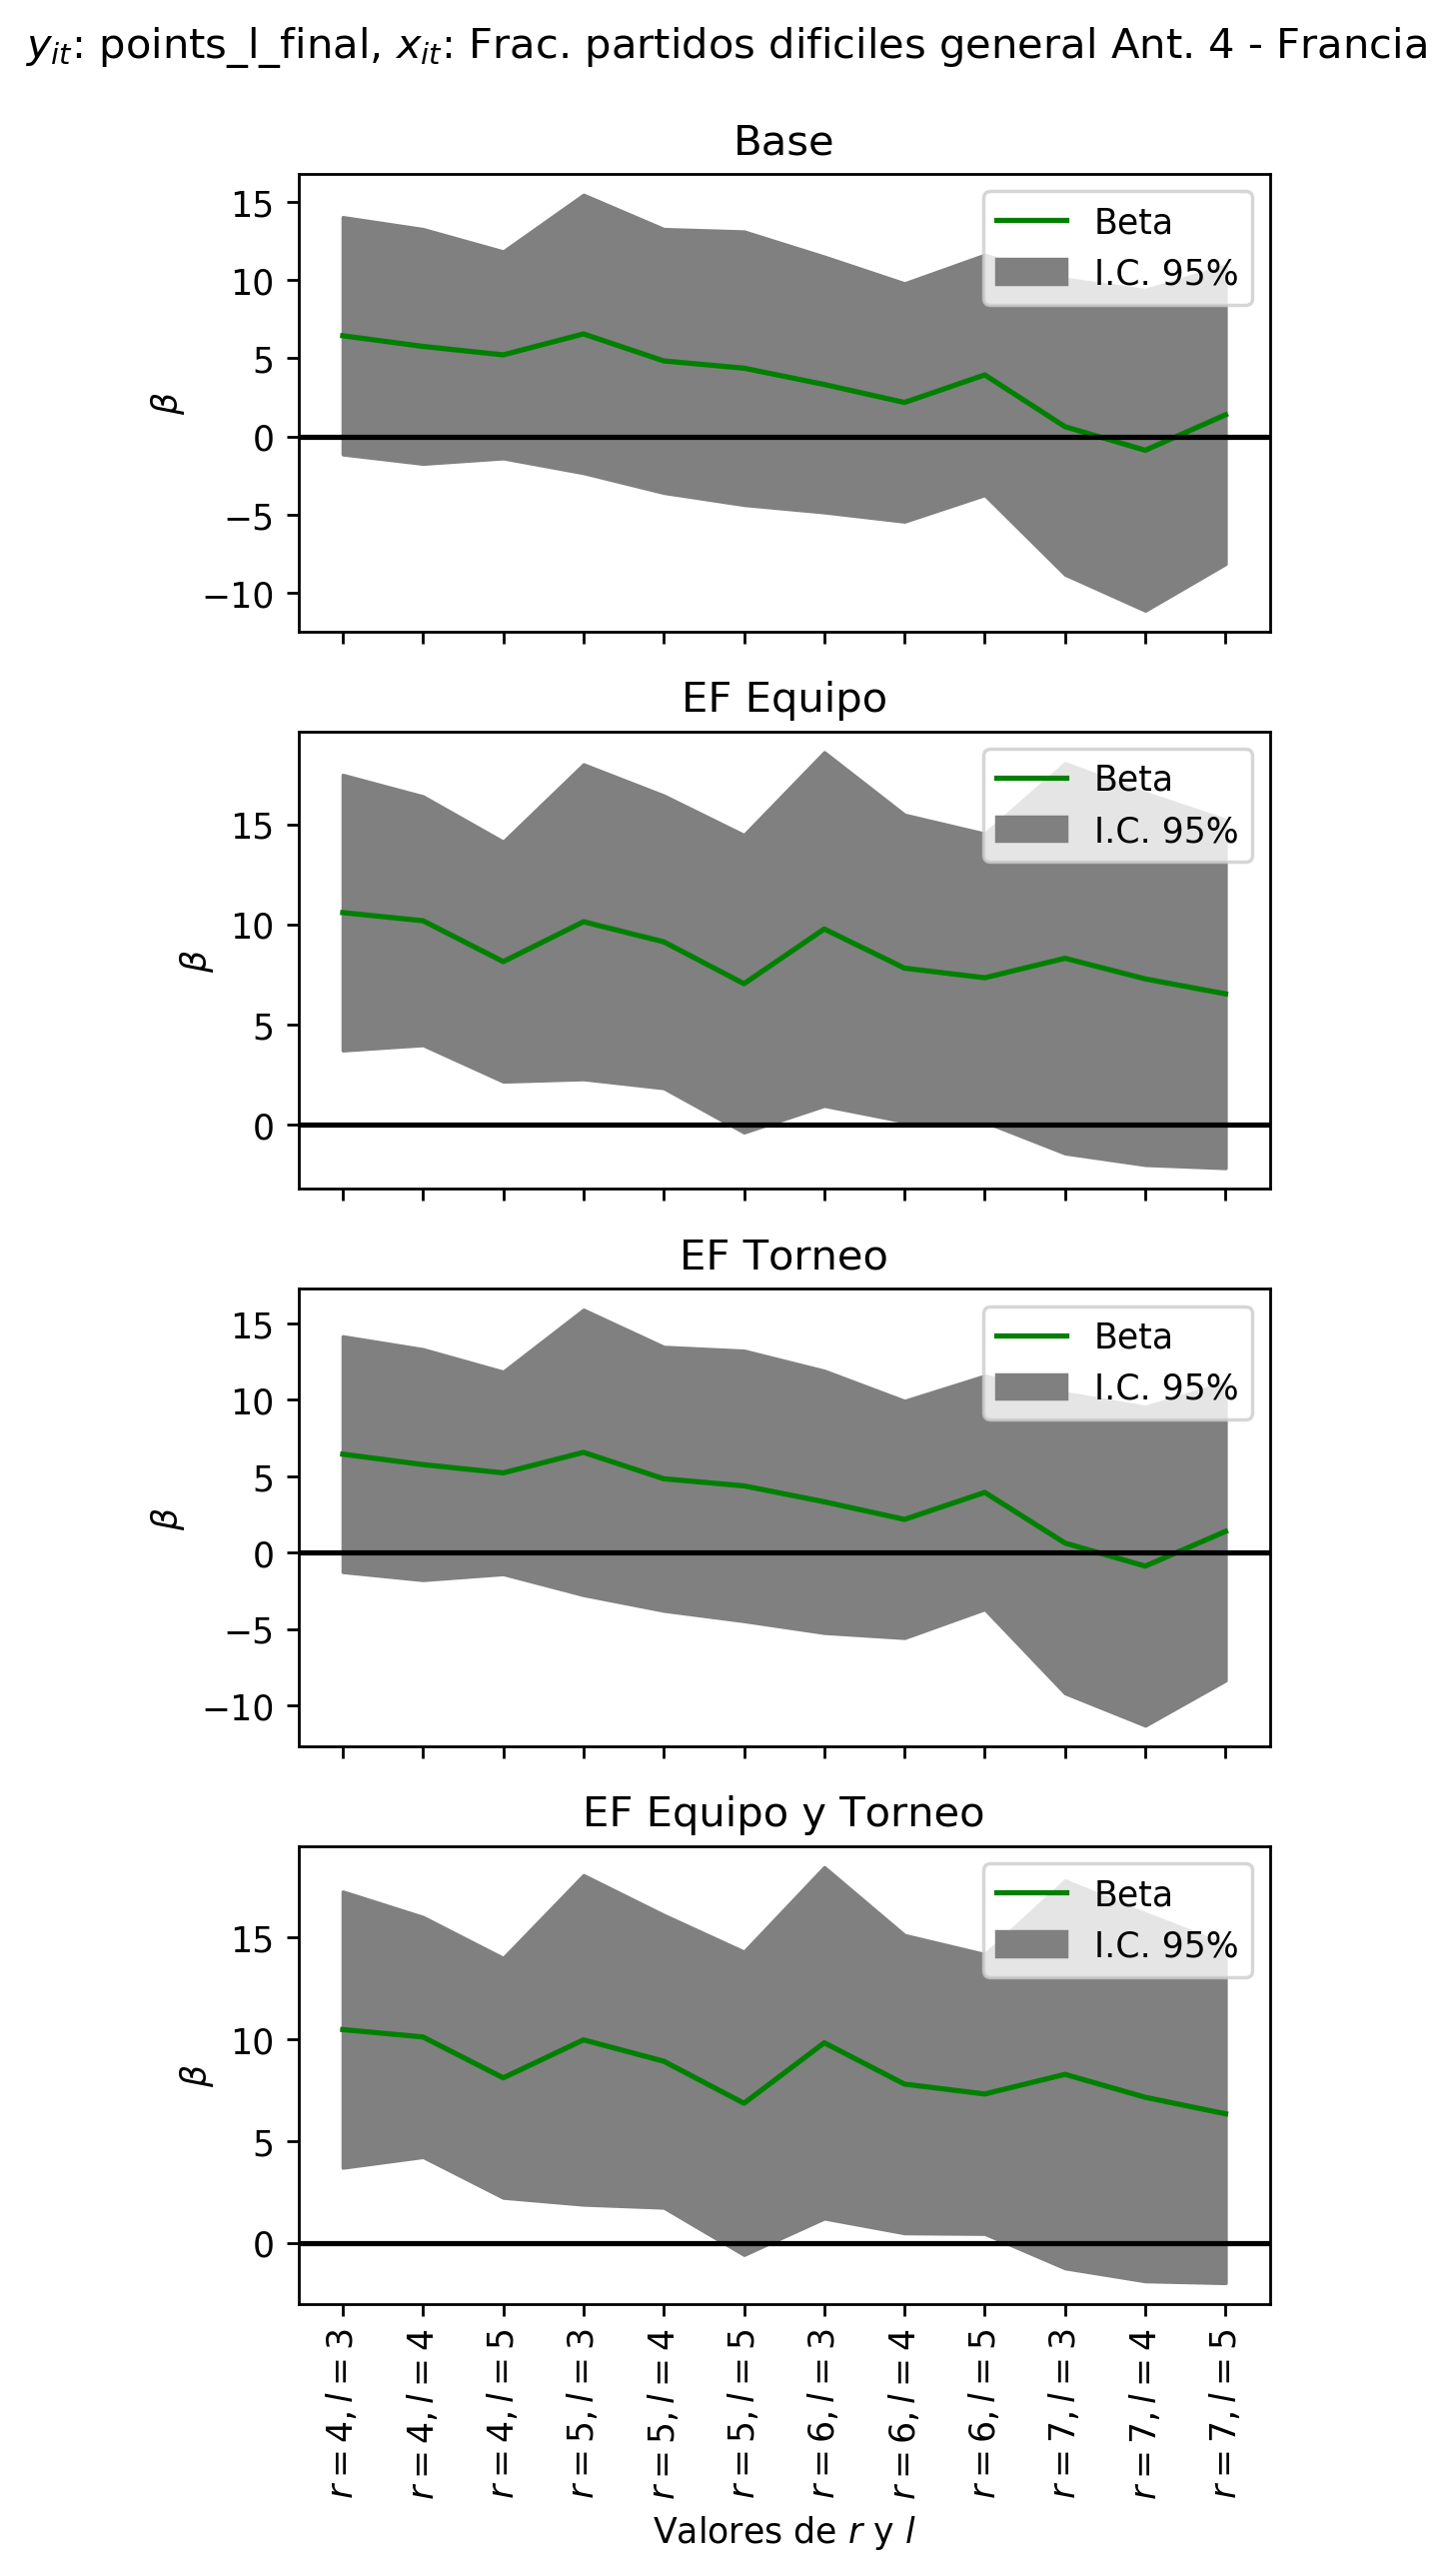 y_it: points_l_final, x_it: Frac. partidos dificiles general Ant. 4 - Francia
Base
Beta
I.C. 95%
15
10
5
0
−5
−10
β
EF Equipo
Beta
I.C. 95%
15
10
5
0
β
EF Torneo
Beta
I.C. 95%
15
10
5
0
−5
−10
β
EF Equipo y Torneo
Beta
I.C. 95%
15
10
5
0
β
r = 4, l = 3
r = 4, l = 4
r = 4, l = 5
r = 5, l = 3
r = 5, l = 4
r = 5, l = 5
r = 6, l = 3
r = 6, l = 4
r = 6, l = 5
r = 7, l = 3
r = 7, l = 4
r = 7, l = 5
Valores de r y l